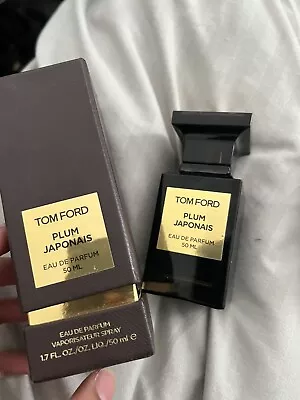 TOM FORD
PLUM
JAPONAIS
EAU DE PARFUM
50 ML
EAU DE PARFUM
VAPORISATEUR SPRAY
1.7 FL. OZ./OZ. LIQ./50 ml e
TOM FORD
PLUM
JAPONAIS
EAU DE PARFUM
50 ML